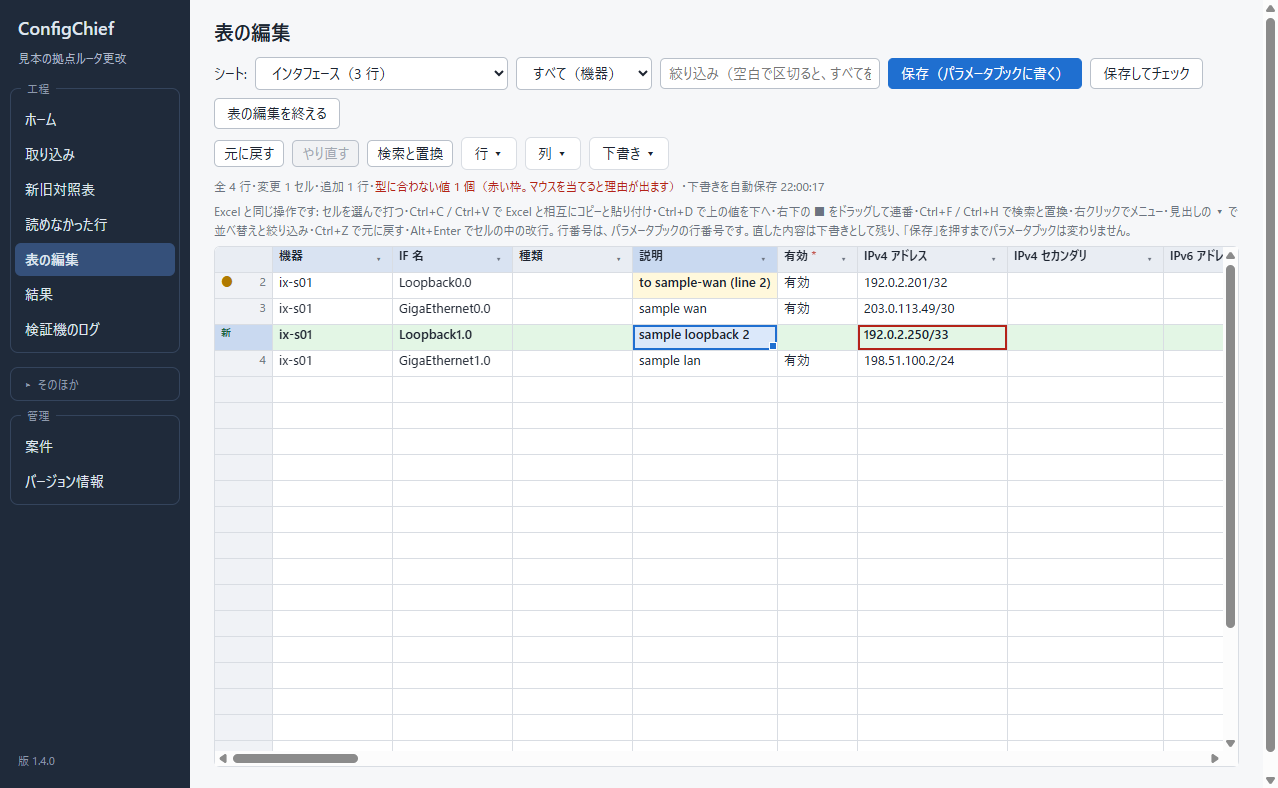 ConfigChief
見本の拠点ルータ更改
工程
ホーム
取り込み
新旧対照表
読めなかった行
表の編集
結果
検証機のログ
そのほか
管理
案件
バージョン情報
版 1.4.0
表の編集
シート: インタフェース（3 行） すべて（機器） 絞り込み（空白で区切ると、すべてを 保存（パラメータブックに書く） 保存してチェック
表の編集を終える
元に戻す やり直す 検索と置換 行 ▾ 列 ▾ 下書き ▾
全 4 行・変更 1 セル・追加 1 行・型に合わない値 1 個（赤い枠。マウスを当てると理由が出ます）・下書きを自動保存 22:00:17
Excel と同じ操作です: セルを選んで打つ・Ctrl+C / Ctrl+V で Excel と相互にコピーと貼り付け・Ctrl+D で上の値を下へ・右下の ■ をドラッグして連番・Ctrl+F / Ctrl+H で検索と置換・右クリックでメニュー・見出しの ▾ で
並べ替えと絞り込み・Ctrl+Z で元に戻す・Alt+Enter でセルの中の改行。行番号は、パラメータブックの行番号です。直した内容は下書きとして残り、「保存」を押すまでパラメータブックは変わりません。
機器 IF 名 種類 説明 有効 * IPv4 アドレス IPv4 セカンダリ IPv6 アドレ
2 ix-s01 Loopback0.0 to sample-wan (line 2) 有効 192.0.2.201/32
3 ix-s01 GigaEthernet0.0 sample wan 有効 203.0.113.49/30
新 ix-s01 Loopback1.0 sample loopback 2 192.0.2.250/33
4 ix-s01 GigaEthernet1.0 sample lan 有効 198.51.100.2/24